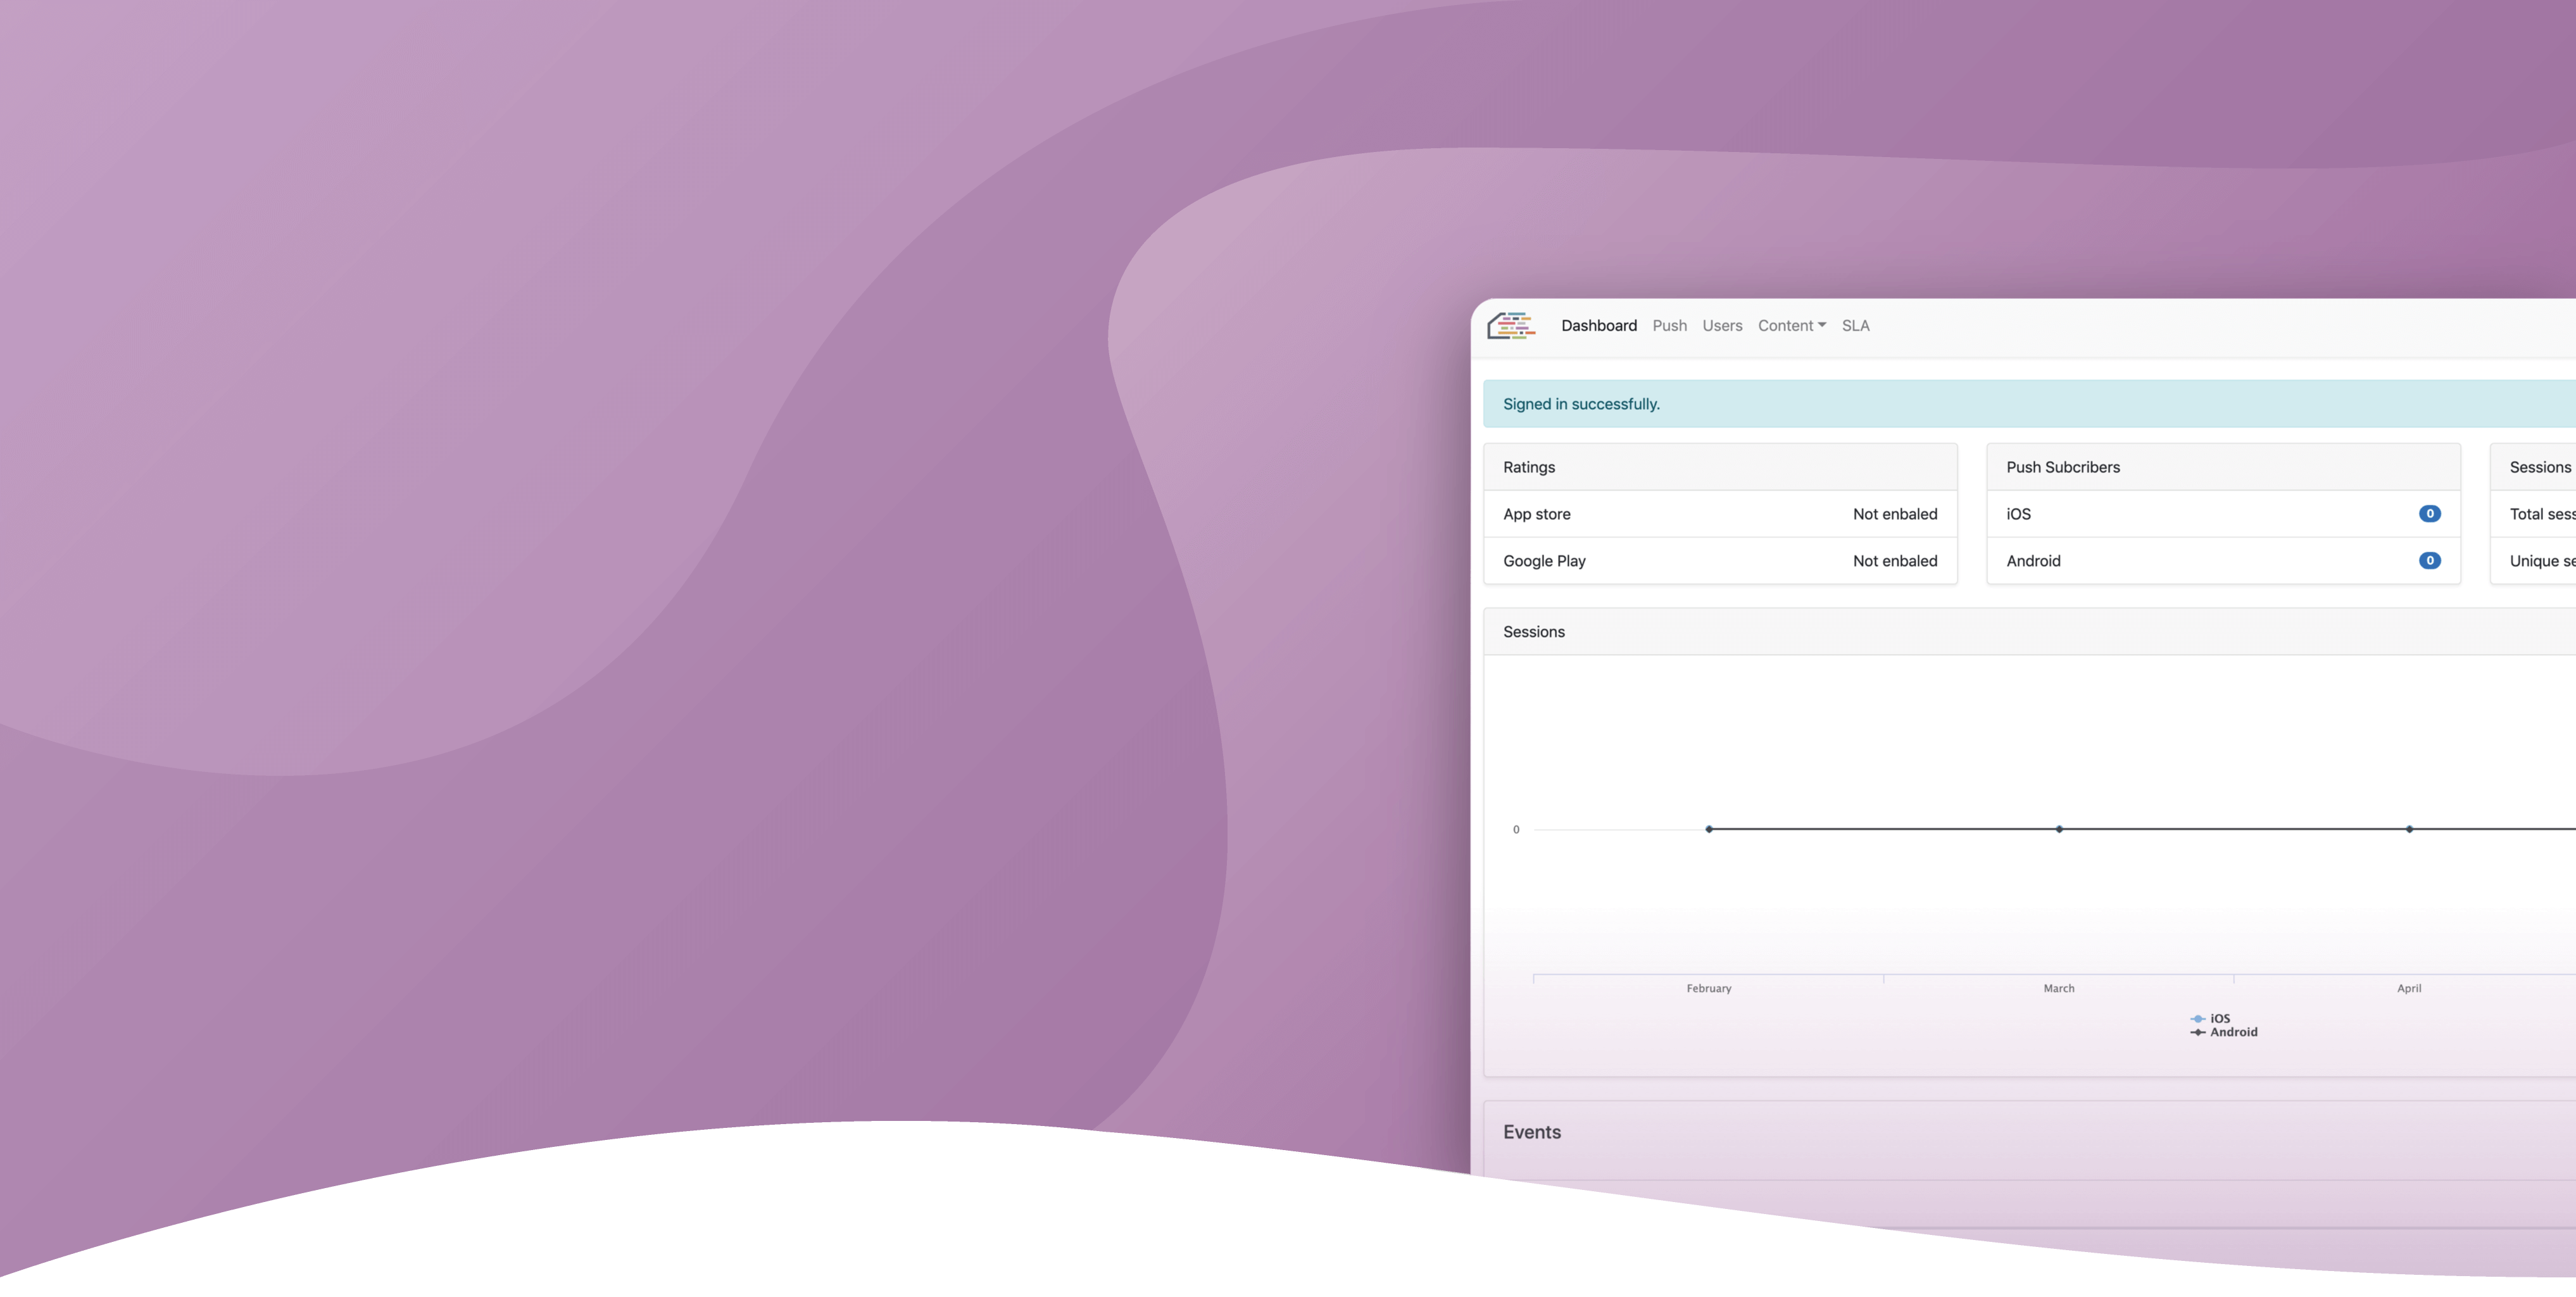 Dashboard Push Users Content SLA
Signed in successfully.
Ratings Push Subcribers Sessions
App store Not enbaled iOS 0 Total sess
Google Play Not enbaled Android 0 Unique se
Sessions
0
February March April
iOS
Android
Events